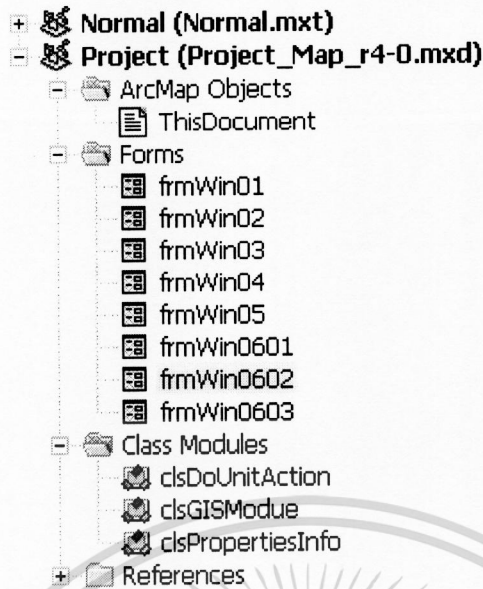 Normal (Normal.mxt)
Project (Project_Map_r4-0.mxd)
ArcMap Objects
ThisDocument
Forms
frmWin01
frmWin02
frmWin03
frmWin04
frmWin05
frmWin0601
frmWin0602
frmWin0603
Class Modules
clsDoUnitAction
clsGISModue
clsPropertiesInfo
References